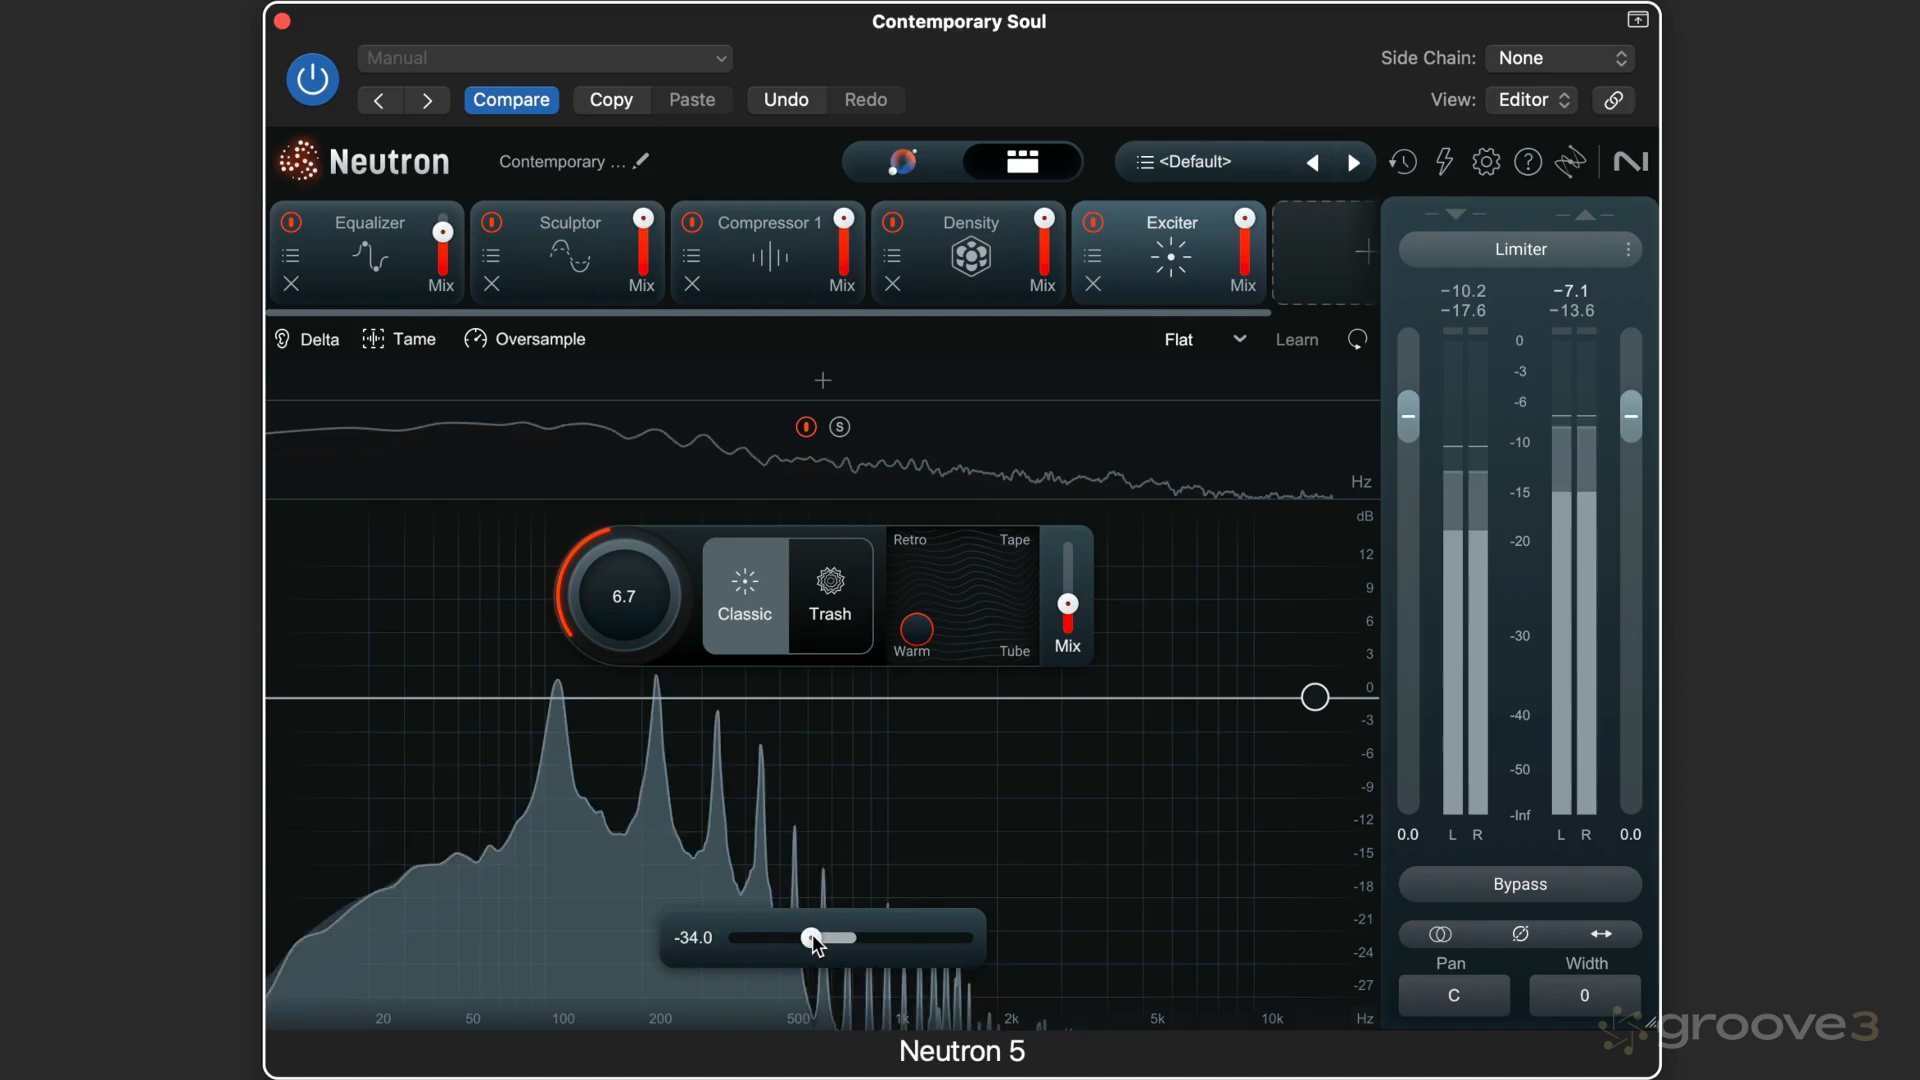 Contemporary Soul
Manual
Side Chain: None
Compare Copy Paste Undo Redo
View: Editor
Neutron
Contemporary ...
<Default>
Equalizer
Mix
Sculptor
Mix
Compressor 1
Mix
Density
Mix
Exciter
Mix
Limiter
-10.2 -7.1
-17.6 -13.6
Delta Tame Oversample
Flat Learn
S
Hz
dB
12
9
6
3
0
-3
-6
-9
-12
-15
-18
-21
-24
-27
6.7
Classic
Trash
Retro Tape
Warm Tube
Mix
-34.0
20 50 100 200 500 1k 2k 5k 10k Hz
0
-3
-6
-10
-15
-20
-30
-40
-50
-Inf
0.0 L R L R 0.0
Bypass
Pan Width
C 0
Neutron 5
groove3